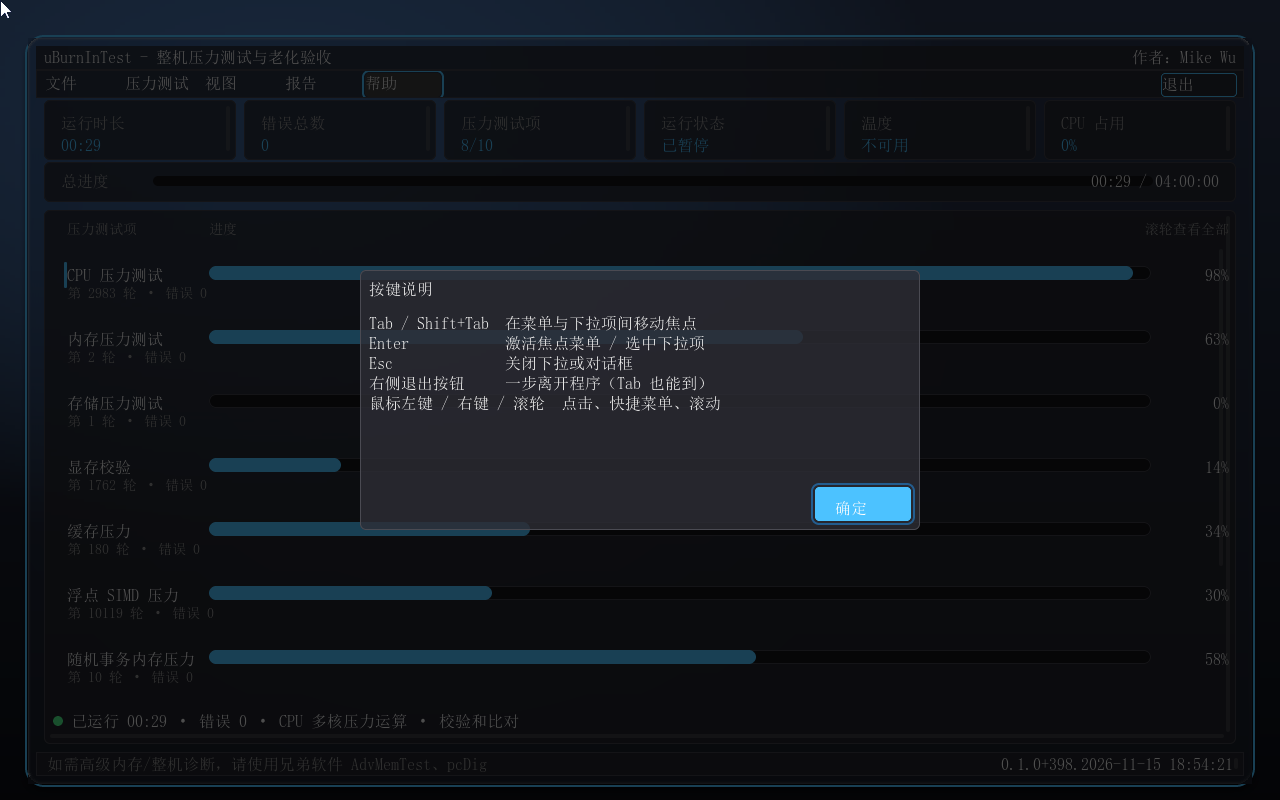 uBurnInTest - 整机压力测试与老化验收
作者: Mike Wu
文件 压力测试 视图 报告 帮助 退出
运行时长 错误总数 压力测试项 运行状态 温度 CPU 占用
00:29 0 8/10 已暂停 不可用 0%
总进度 00:29 / 04:00:00
压力测试项 进度 滚轮查看全部
CPU 压力测试 98%
第 2983 轮 • 错误 0
内存压力测试 63%
第 2 轮 • 错误 0
存储压力测试 0%
第 1 轮 • 错误 0
显存校验 14%
第 1762 轮 • 错误 0
缓存压力 34%
第 180 轮 • 错误 0
浮点 SIMD 压力 30%
第 10119 轮 • 错误 0
随机事务内存压力 58%
第 10 轮 • 错误 0
按键说明
Tab / Shift+Tab 在菜单与下拉项间移动焦点
Enter 激活焦点菜单 / 选中下拉项
Esc 关闭下拉或对话框
右侧退出按钮 一步离开程序（Tab 也能到）
鼠标左键 / 右键 / 滚轮 点击、快捷菜单、滚动
确定
已运行 00:29 • 错误 0 • CPU 多核压力运算 • 校验和比对
如需高级内存/整机诊断，请使用兄弟软件 AdvMemTest、pcDig
0.1.0+398.2026-11-15 18:54:21